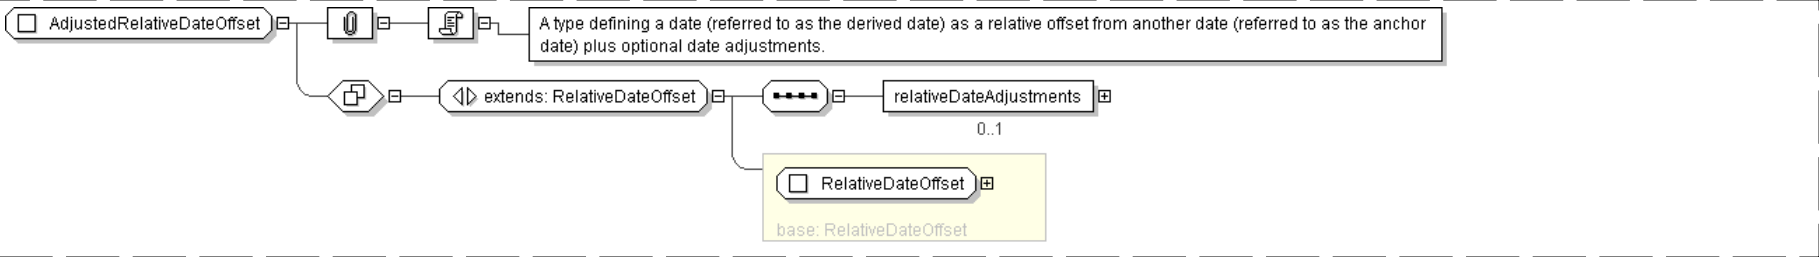 AdjustedRelativeDateOffset
A type defining a date (referred to as the derived date) as a relative offset from another date (referred to as the anchor
date) plus optional date adjustments.
extends: RelativeDateOffset
relativeDateAdjustments
0..1
RelativeDateOffset
base: RelativeDateOffset